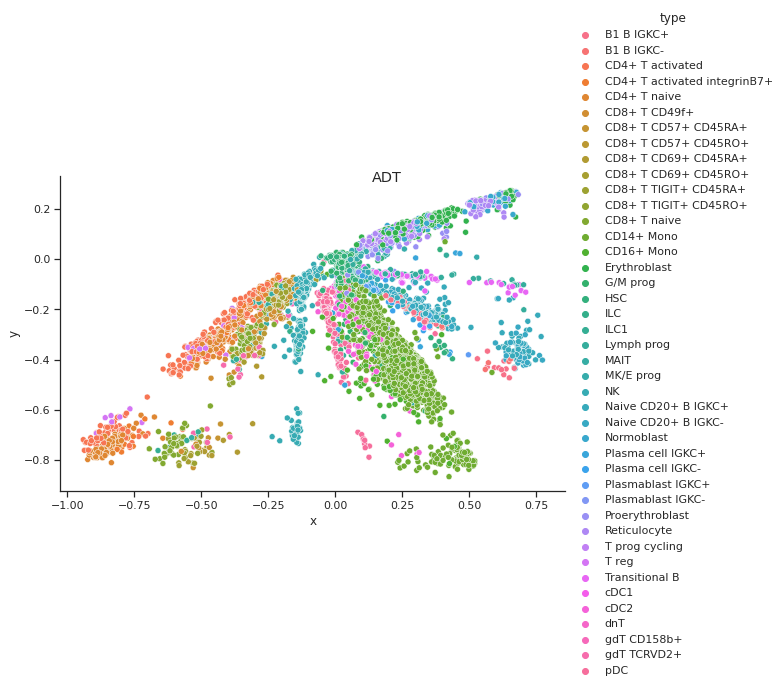 type
B1 B IGKC+
B1 B IGKC-
CD4+ T activated
CD4+ T activated integrinB7+
CD4+ T naive
CD8+ T CD49f+
CD8+ T CD57+ CD45RA+
CD8+ T CD57+ CD45RO+
CD8+ T CD69+ CD45RA+
CD8+ T CD69+ CD45RO+
CD8+ T TIGIT+ CD45RA+
CD8+ T TIGIT+ CD45RO+
CD8+ T naive
CD14+ Mono
CD16+ Mono
Erythroblast
G/M prog
HSC
ILC
ILC1
Lymph prog
MAIT
MK/E prog
NK
Naive CD20+ B IGKC+
Naive CD20+ B IGKC-
Normoblast
Plasma cell IGKC+
Plasma cell IGKC-
Plasmablast IGKC+
Plasmablast IGKC-
Proerythroblast
Reticulocyte
T prog cycling
T reg
Transitional B
cDC1
cDC2
dnT
gdT CD158b+
gdT TCRVD2+
pDC
ADT
y
0.2
0.0
−0.2
−0.4
−0.6
−0.8
−1.00 −0.75 −0.50 −0.25 0.00 0.25 0.50 0.75
x